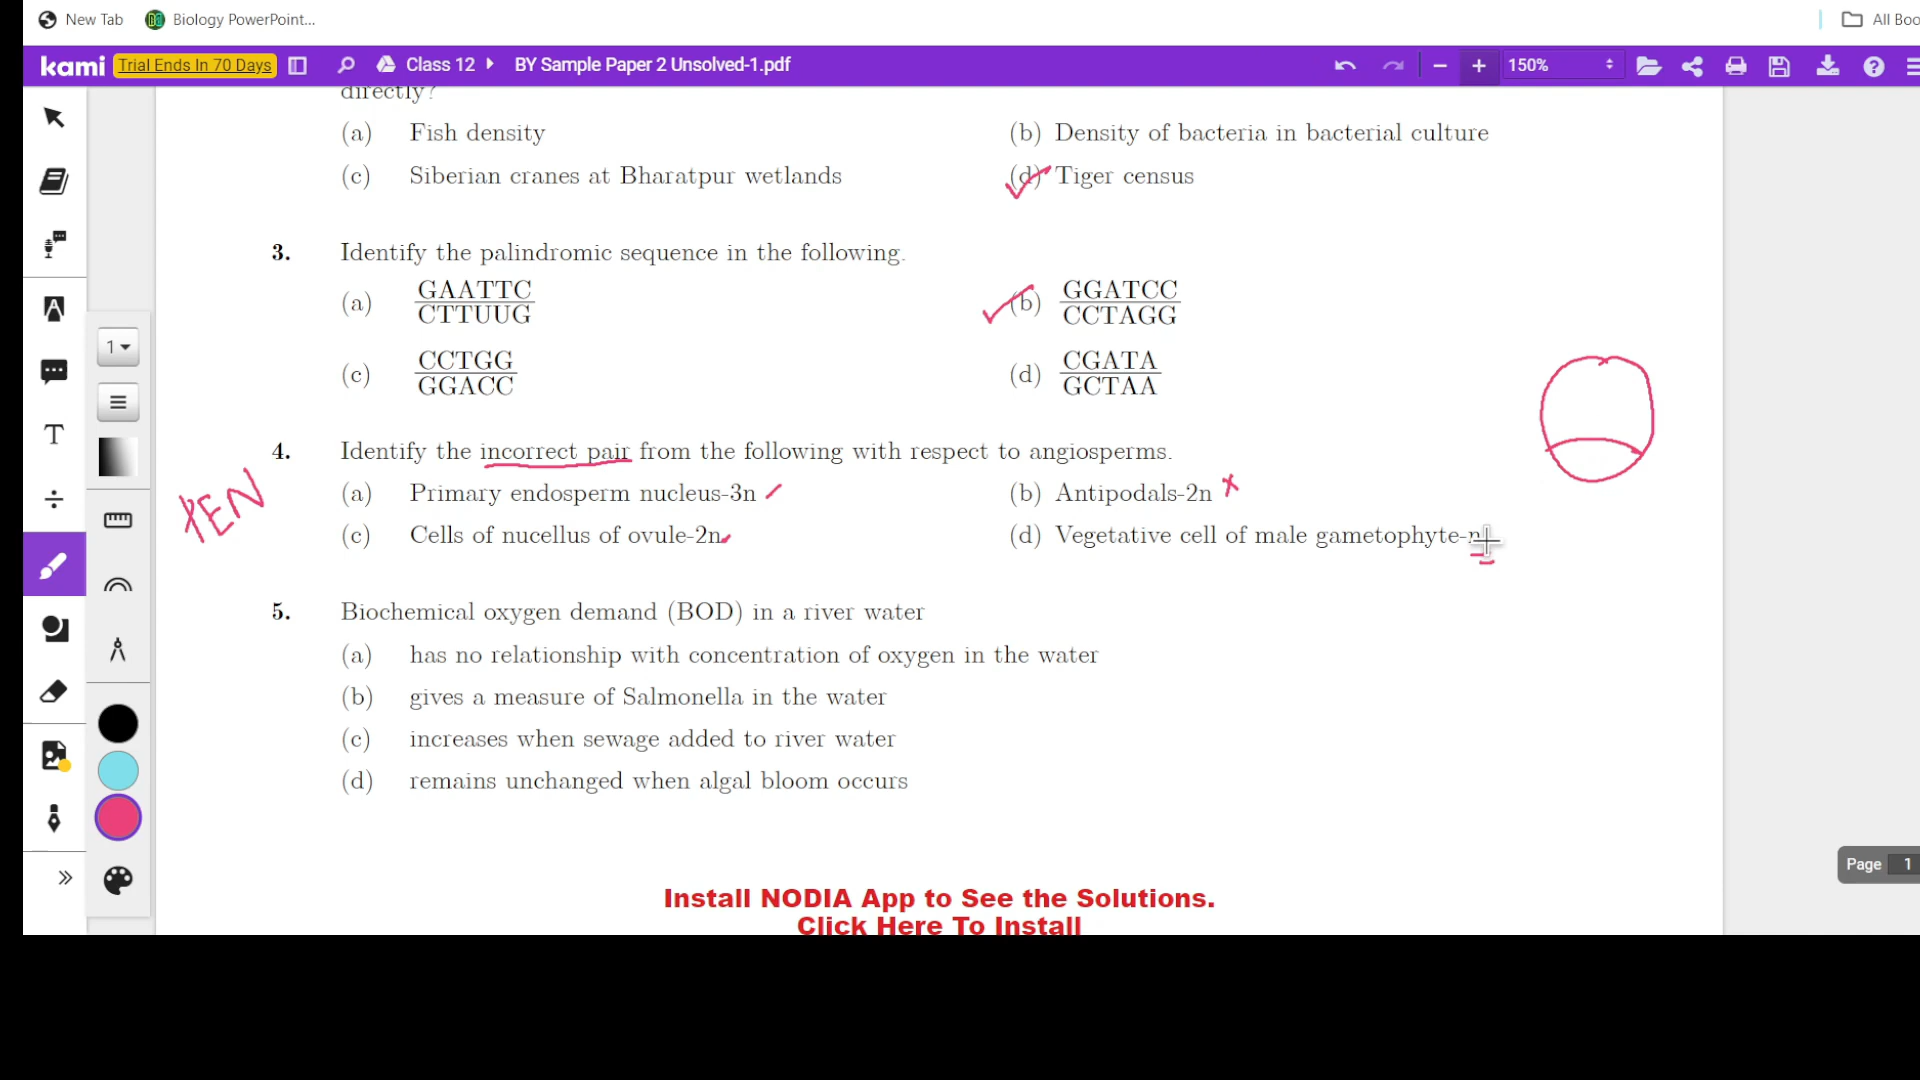 New Tab Biology PowerPoint... All Boo
kami Trial Ends In 70 Days Class 12 BY Sample Paper 2 Unsolved-1.pdf 150%
directly?
(a) Fish density (b) Density of bacteria in bacterial culture
(c) Siberian cranes at Bharatpur wetlands (d) Tiger census
3. Identify the palindromic sequence in the following.
(a) GAATTC (b) GGATCC
CTTUUG CCTAGG
(c) CCTGG (d) CGATA
GGACC GCTAA
4. Identify the incorrect pair from the following with respect to angiosperms.
PEN
(a) Primary endosperm nucleus-3n (b) Antipodals-2n
(c) Cells of nucellus of ovule-2n (d) Vegetative cell of male gametophyte-n
5. Biochemical oxygen demand (BOD) in a river water
(a) has no relationship with concentration of oxygen in the water
(b) gives a measure of Salmonella in the water
(c) increases when sewage added to river water
(d) remains unchanged when algal bloom occurs
Page 1
Install NODIA App to See the Solutions.
Click Here To Install